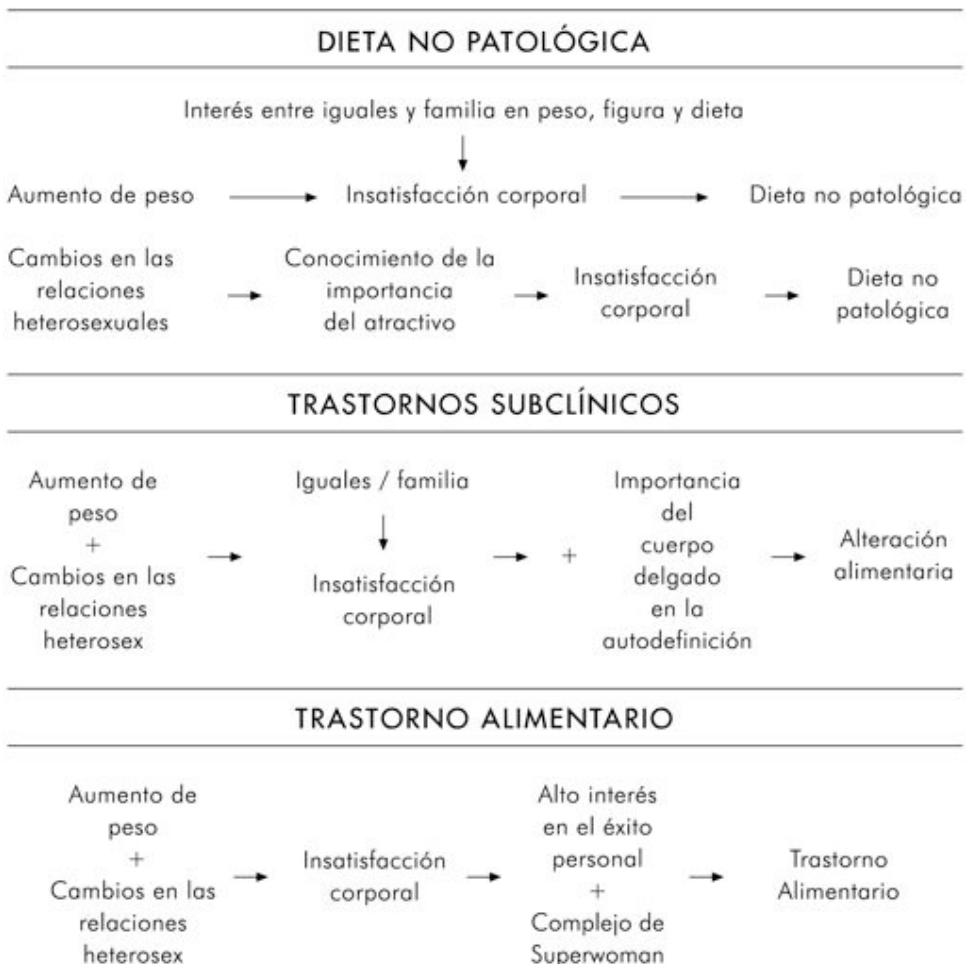 DIETA NO PATOLÓGICA
Interés entre iguales y familia en peso, figura y dieta
Aumento de peso → Insatisfacción corporal → Dieta no patológica
Cambios en las
relaciones
heterosexuales
Conocimiento de la
importancia
del atractivo
Insatisfacción
corporal
Dieta no
patológica
TRASTORNOS SUBCLÍNICOS
Aumento de
peso
+
Cambios en las
relaciones
heterosex
Iguales / familia
Insatisfacción
corporal
+
Importancia
del
cuerpo
delgado
en la
autodefinición
Alteración
alimentaria
TRASTORNO ALIMENTARIO
Aumento de
peso
+
Cambios en las
relaciones
heterosex
Insatisfacción
corporal
Alto interés
en el éxito
personal
+
Complejo de
Superwoman
Trastorno
Alimentario